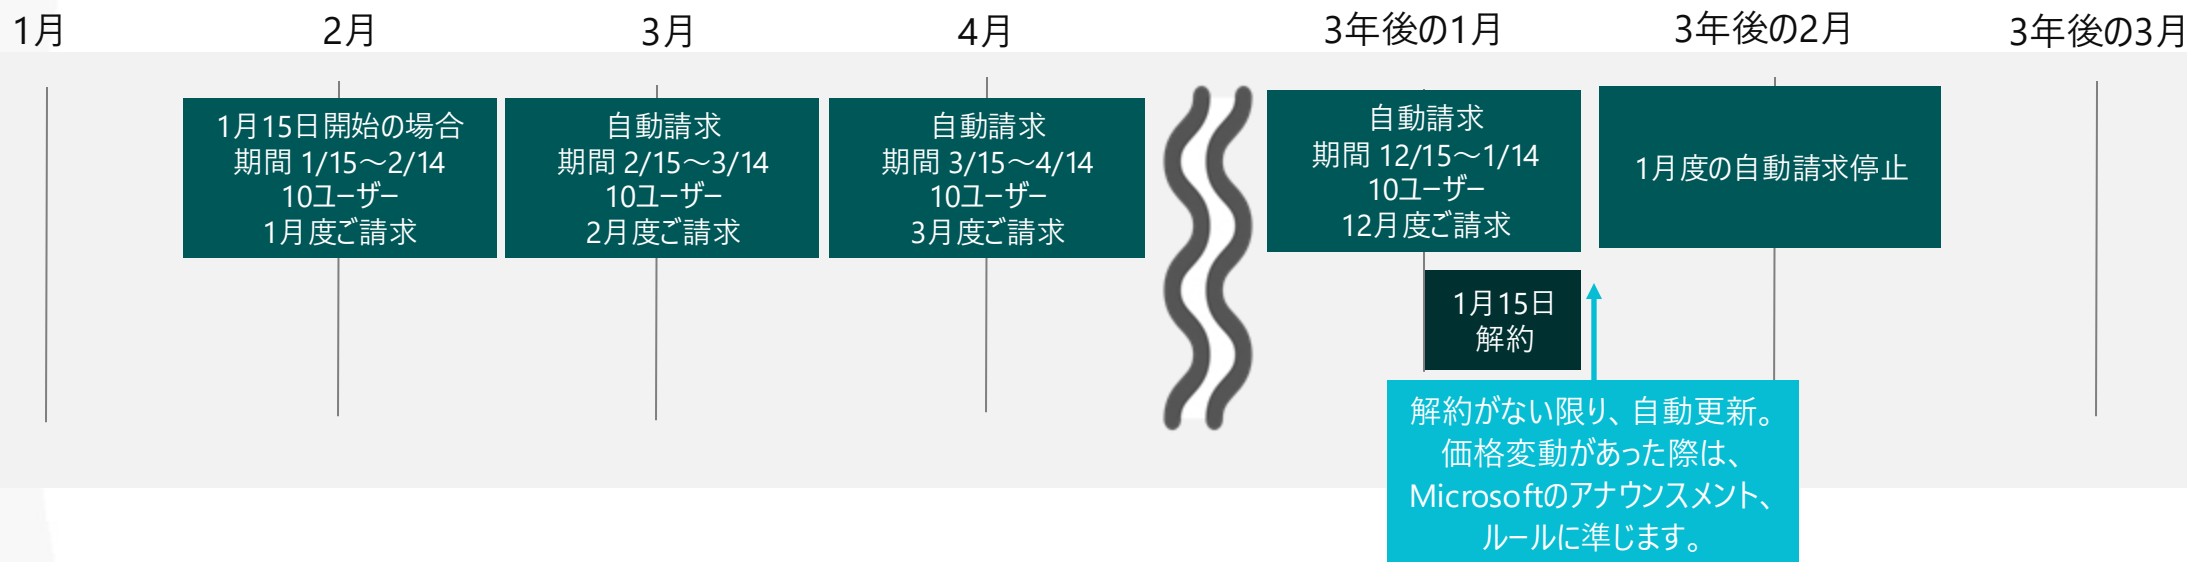 1月
2月
3月
4月
3年後の1月
3年後の2月
3年後の3月
1月15日開始の場合
期間 1/15～2/14
10ユーザー
1月度ご請求
自動請求
期間 2/15～3/14
10ユーザー
2月度ご請求
自動請求
期間 3/15～4/14
10ユーザー
3月度ご請求
自動請求
期間 12/15～1/14
10ユーザー
12月度ご請求
1月度の自動請求停止
1月15日
解約
解約がない限り、自動更新。
価格変動があった際は、
Microsoftのアナウンスメント、
ルールに準じます。